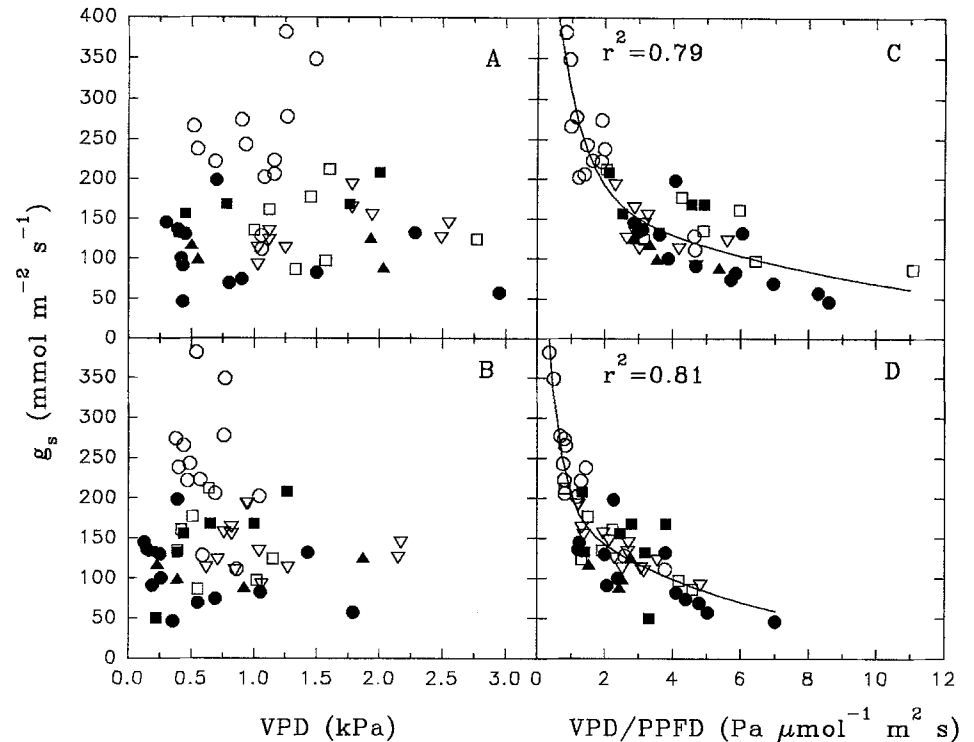 400
350
300
250
200
150
100
50
0
A
r²=0.79
C
350
300
250
200
150
100
50
0
B
r²=0.81
D
g_s (mmol m⁻² s⁻¹)
0.0 0.5 1.0 1.5 2.0 2.5 3.0
0 2 4 6 8 10 12
VPD (kPa)
VPD/PPFD (Pa μmol⁻¹ m² s)